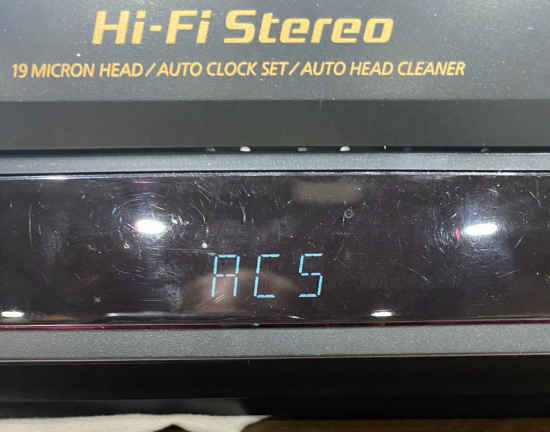 Hi-Fi Stereo
19 MICRON HEAD / AUTO CLOCK SET / AUTO HEAD CLEANER
ACS